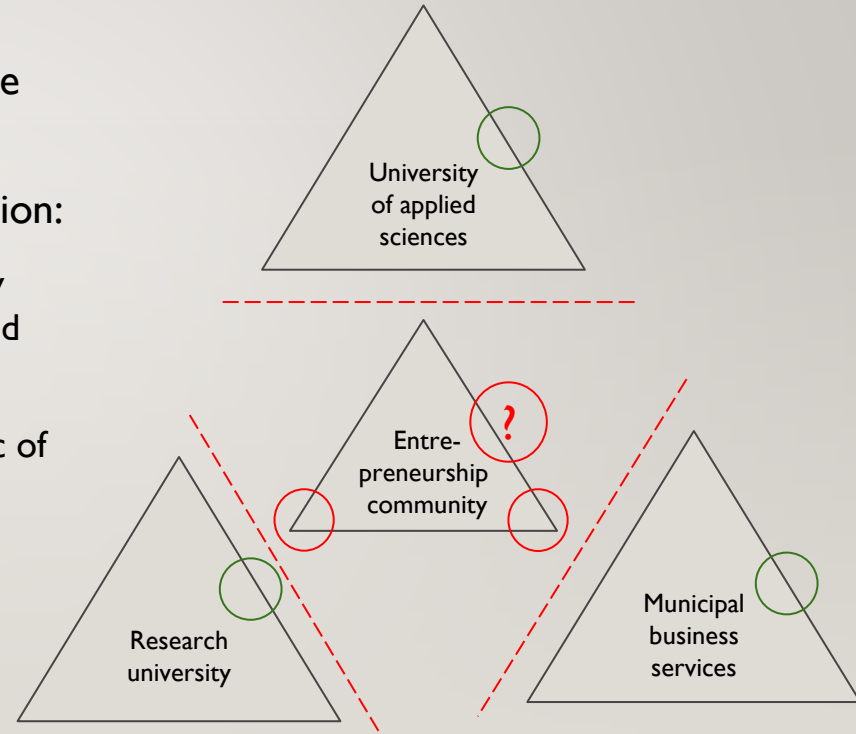 e
ion:
y
d
c of
University
of applied
sciences
?
Entre-
preneurship
community
Research
university
Municipal
business
services